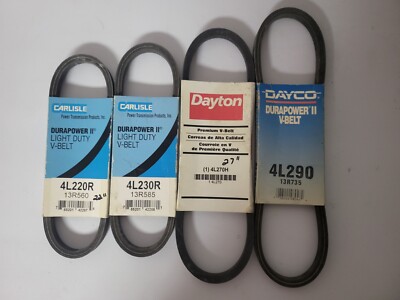 CARLISLE
Power Transmission Products, Inc.
DURAPOWER II®
LIGHT DUTY
V-BELT
4L220R
13R560
22"
CARLISLE
Power Transmission Products, Inc.
DURAPOWER II®
LIGHT DUTY
V-BELT
4L230R
13R585
Dayton
Premium V-Belt
Correas de Alta Calidad
Courroie en V
de Première Qualité
27"
(1) 4L270H
DAYCO
DURAPOWER® II
V-BELT
4L290
13R735